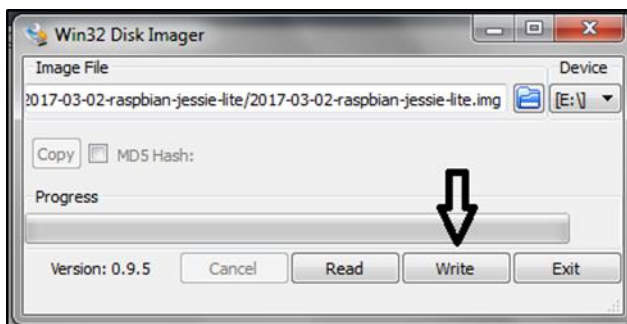 Win32 Disk Imager
Image File Device
2017-03-02-raspbian-jessie-lite/2017-03-02-raspbian-jessie-lite.img [E:\]
Copy MD5 Hash:
Progress
Version: 0.9.5 Cancel Read Write Exit